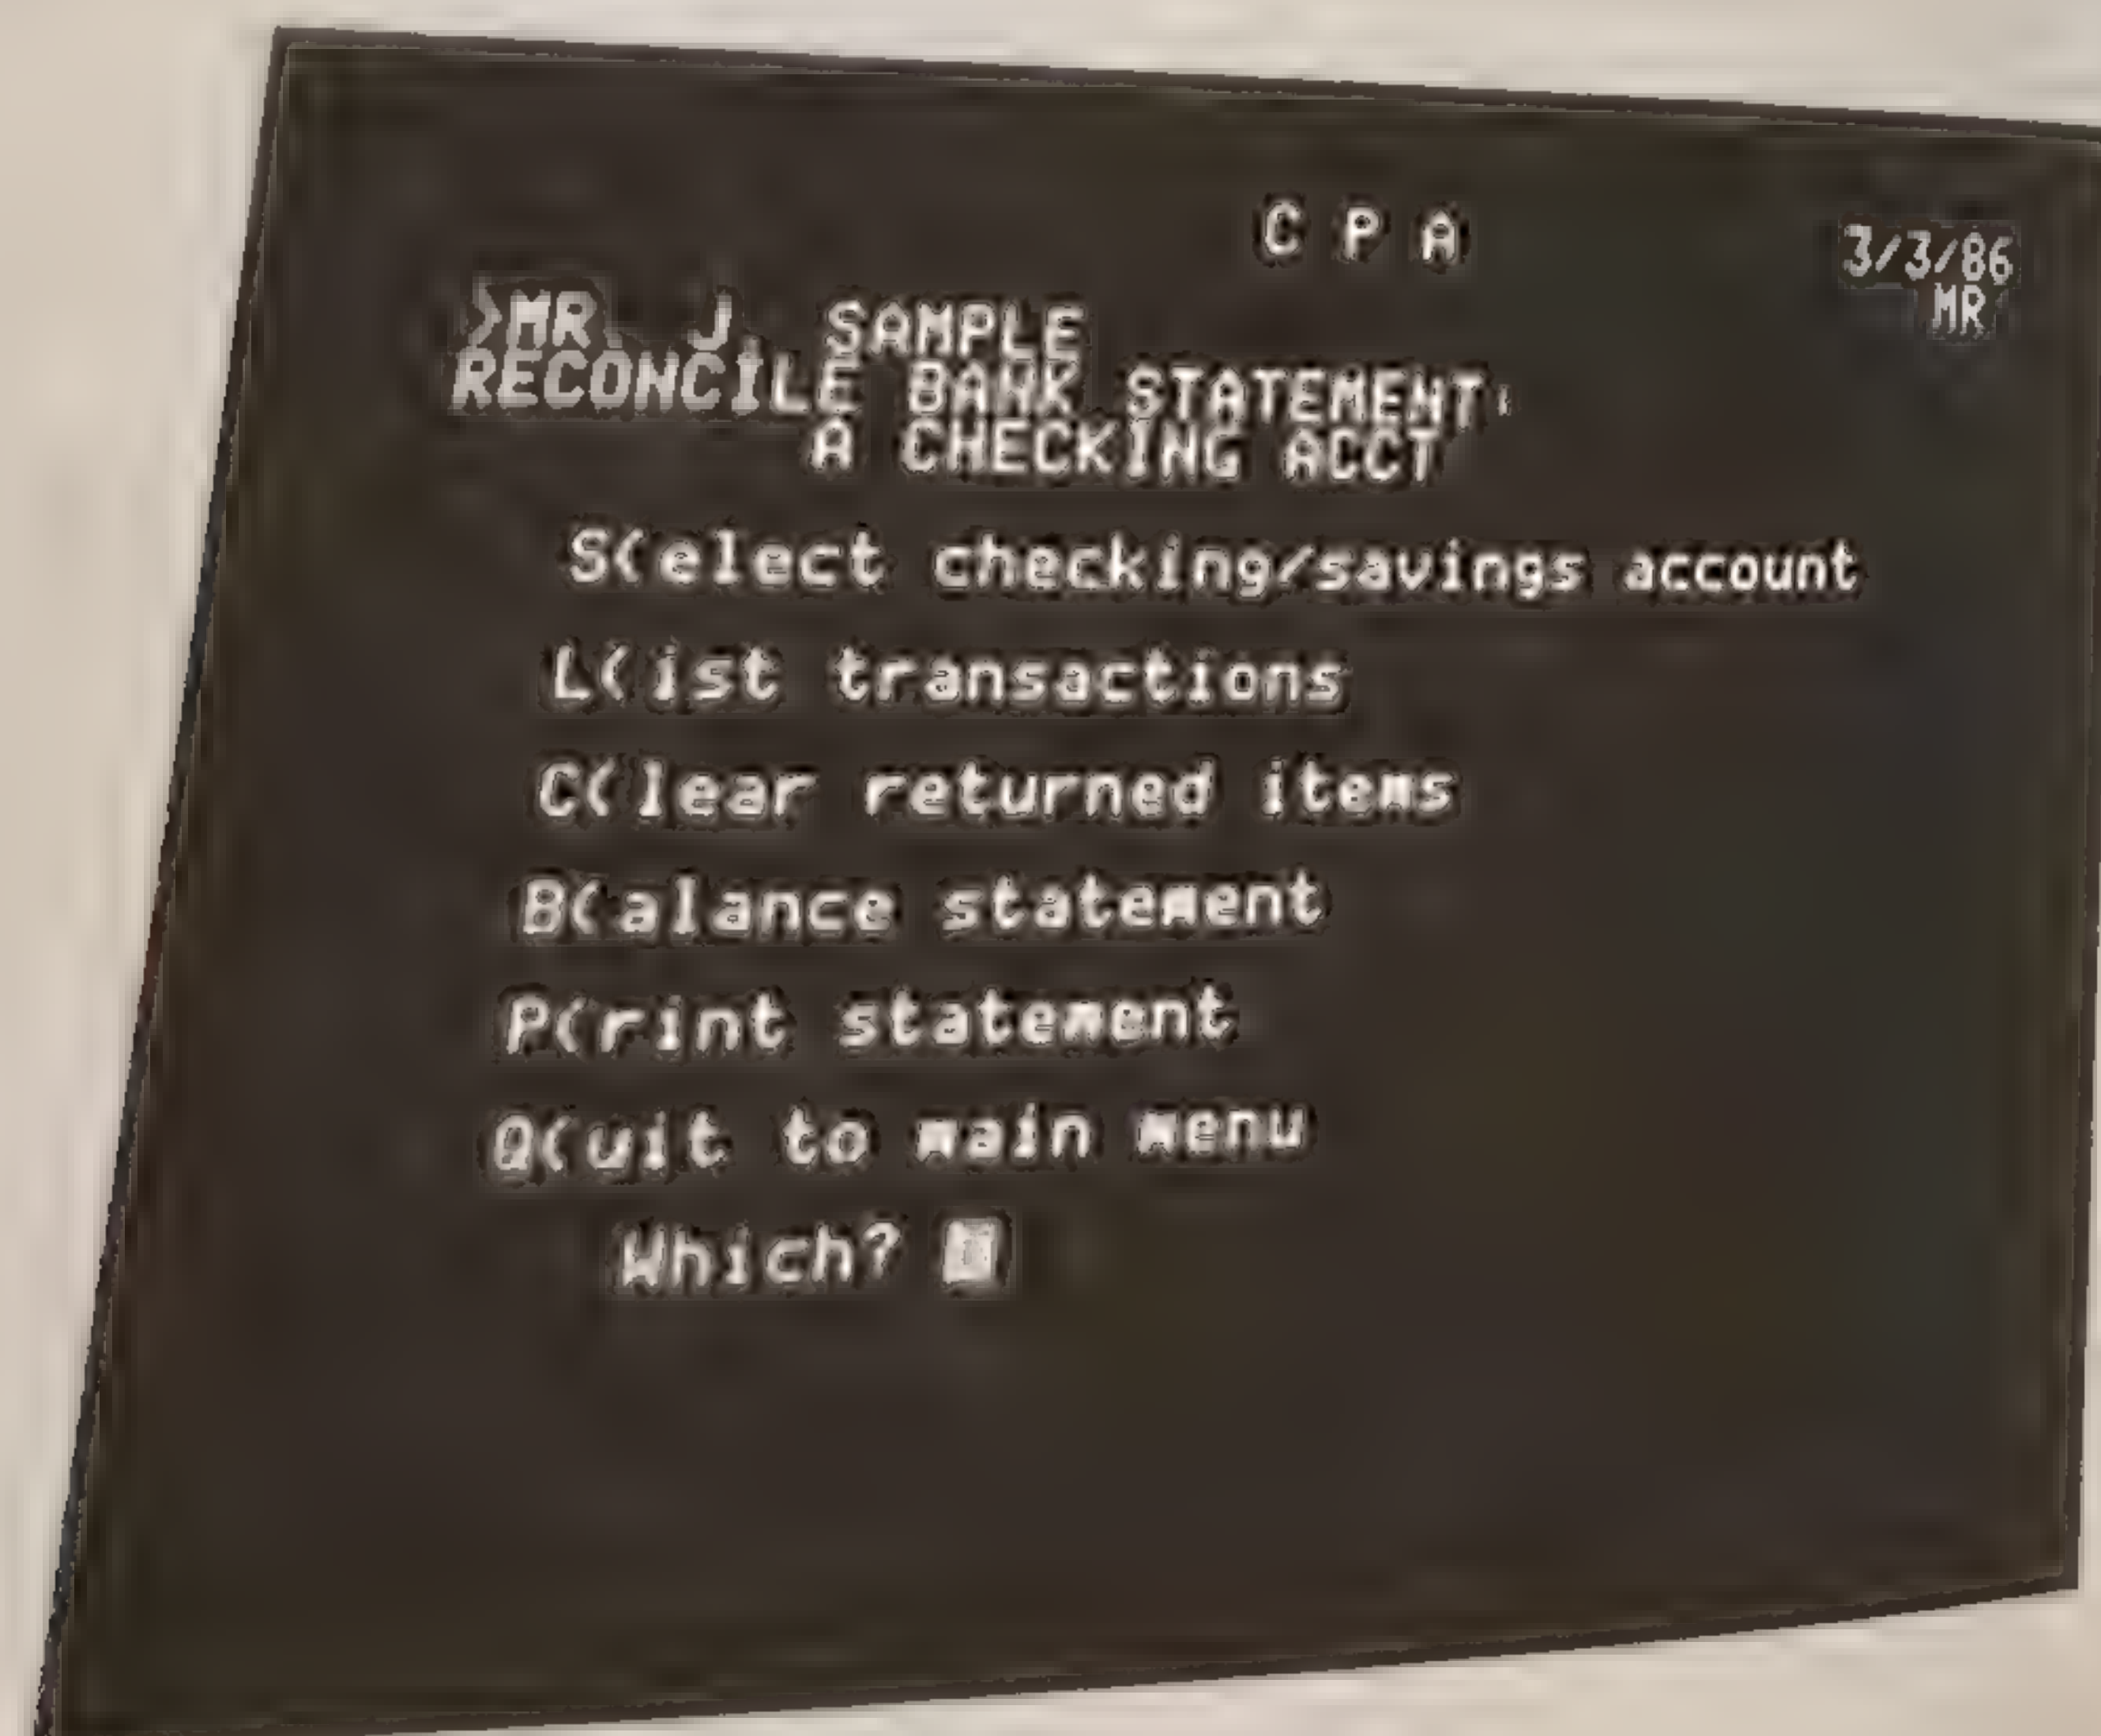 C P A
3/3/86
>MR. J. SAMPLE
MR
RECONCILE BANK STATEMENT:
A CHECKING ACCT
S(elect checking/savings account
L(ist transactions
C(lear returned items
B(alance statement
P(rint statement
Q(uit to main menu
Which?